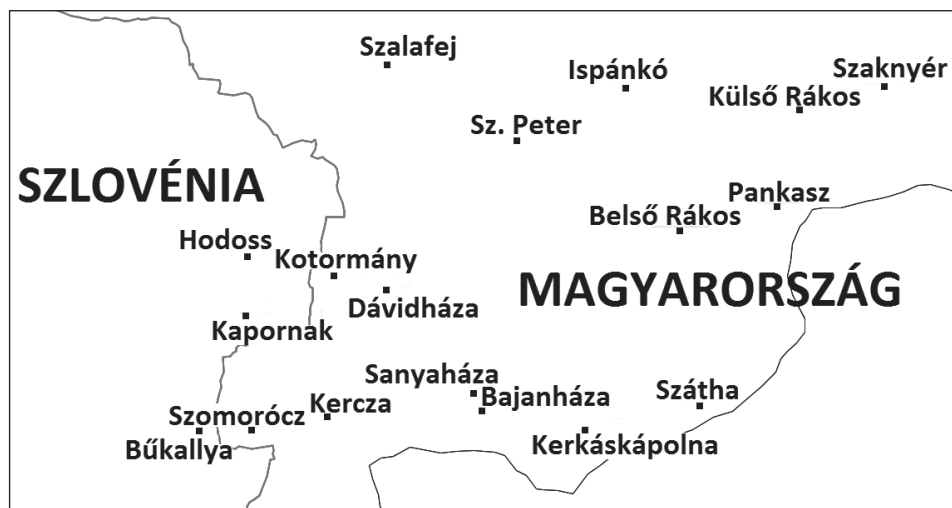 Szalafej
Ispánkó
Szaknyér
Külső Rákos
Sz. Peter
SZLOVÉNIA
Pankasz
Belső Rákos
Hodoss
Kotormány
MAGYARORSZÁG
Dávidháza
Kapornak
Sanyaháza
Szátha
Bajanháza
Kercza
Szomorócz
Kerkáskápolna
Bűkallya